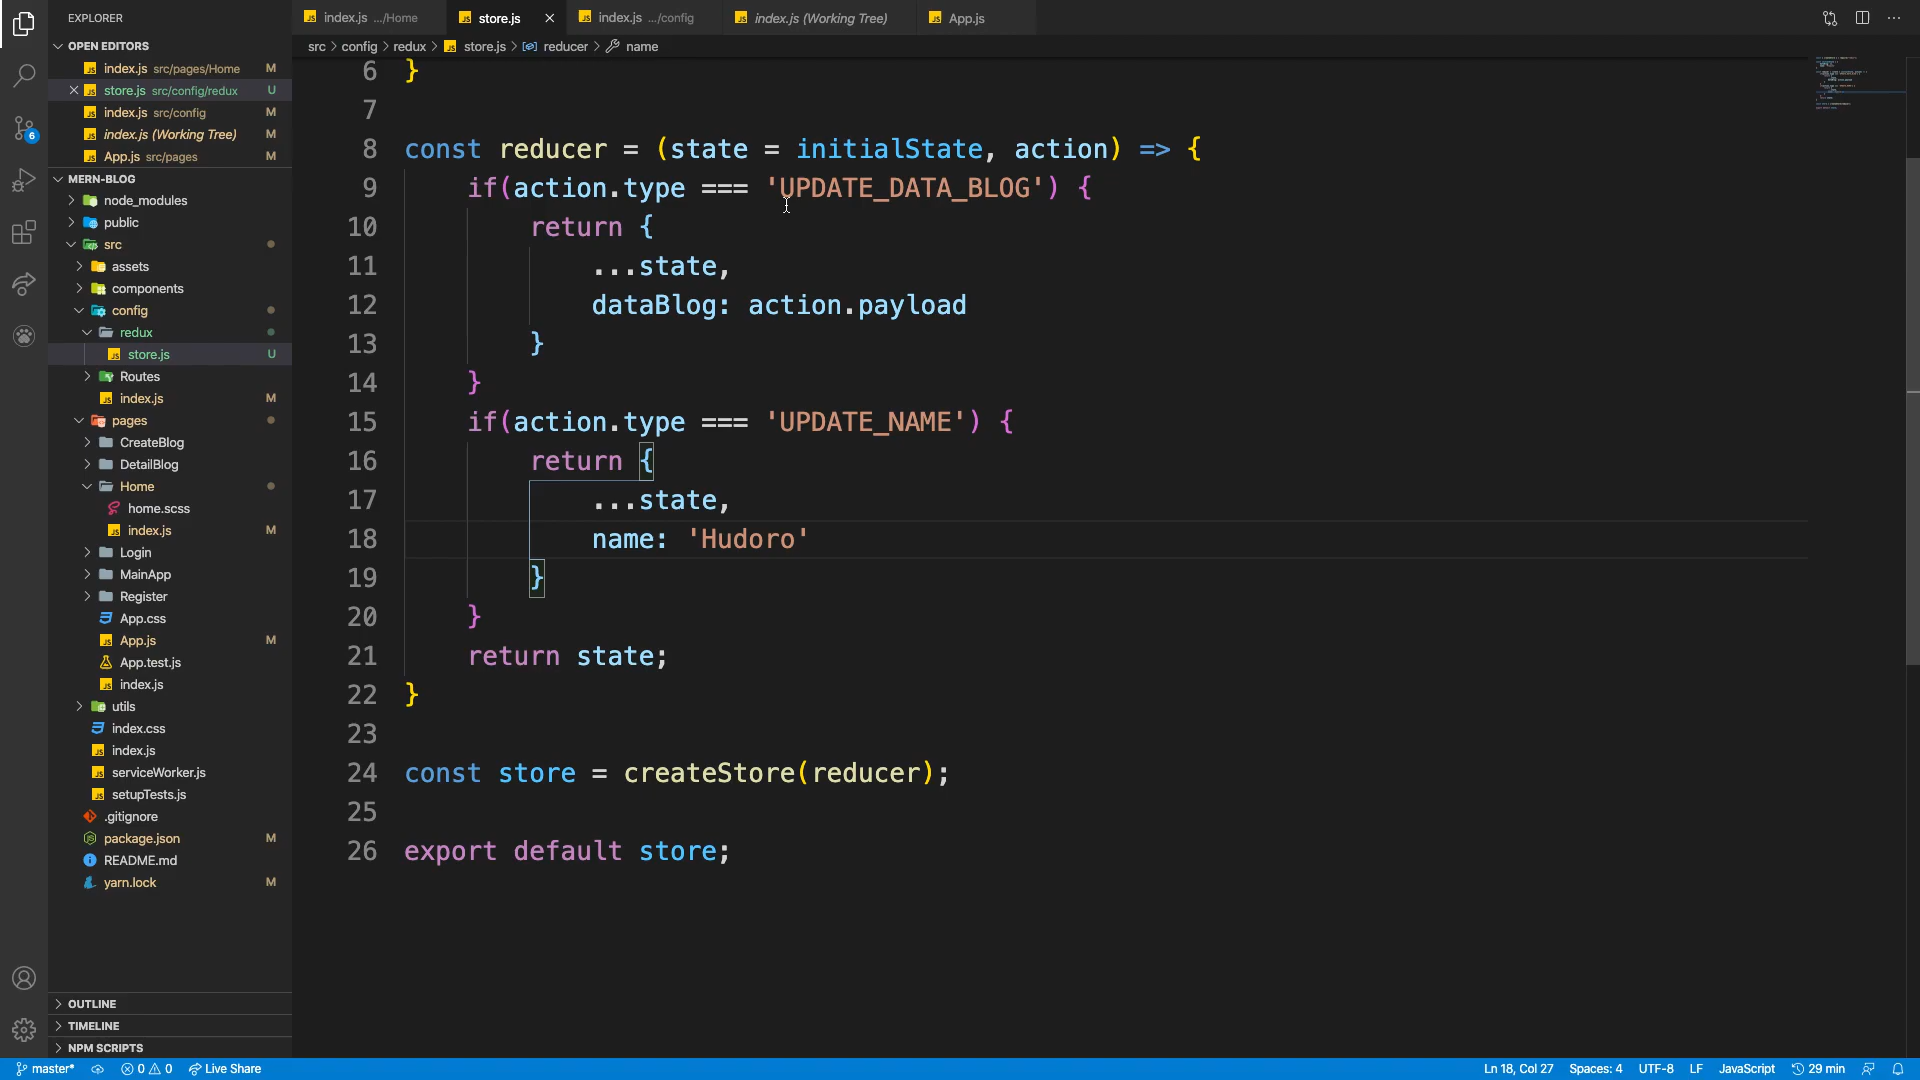 EXPLORER
OPEN EDITORS
index.js src/pages/Home M
store.js src/config/redux U
index.js src/config M
index.js (Working Tree) M
App.js src/pages M
MERN-BLOG
node_modules
public
src
assets
components
config
redux
store.js U
Routes
index.js M
pages
CreateBlog
DetailBlog
Home
home.scss
index.js M
Login
MainApp
Register
App.css
App.js M
App.test.js
index.js
utils
index.css
index.js
serviceWorker.js
setupTests.js
.gitignore
package.json M
README.md
yarn.lock M
OUTLINE
TIMELINE
NPM SCRIPTS
index.js .../Home store.js index.js .../config index.js (Working Tree) App.js
src > config > redux > store.js > reducer > name
6 }
7
8 const reducer = (state = initialState, action) => {
9 if(action.type === 'UPDATE_DATA_BLOG') {
10 return {
11 ...state,
12 dataBlog: action.payload
13 }
14 }
15 if(action.type === 'UPDATE_NAME') {
16 return {
17 ...state,
18 name: 'Hudoro'
19 }
20 }
21 return state;
22 }
23
24 const store = createStore(reducer);
25
26 export default store;
6
master* 0 0 Live Share Ln 18, Col 27 Spaces: 4 UTF-8 LF JavaScript 29 min